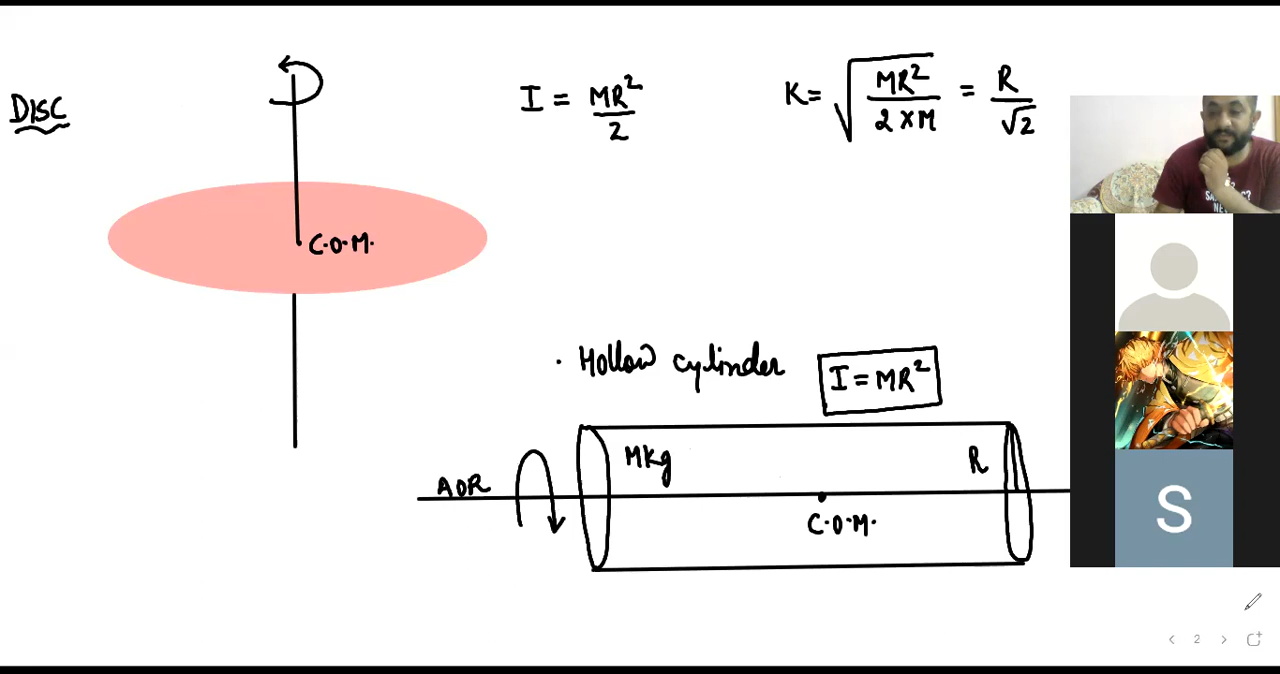 DISC
I = MR²/2
K = √(MR²/(2×M)) = R/√2
C.O.M.
· Hollow cylinder
I = MR²
MKg
R
AOR
C.O.M.
S
2